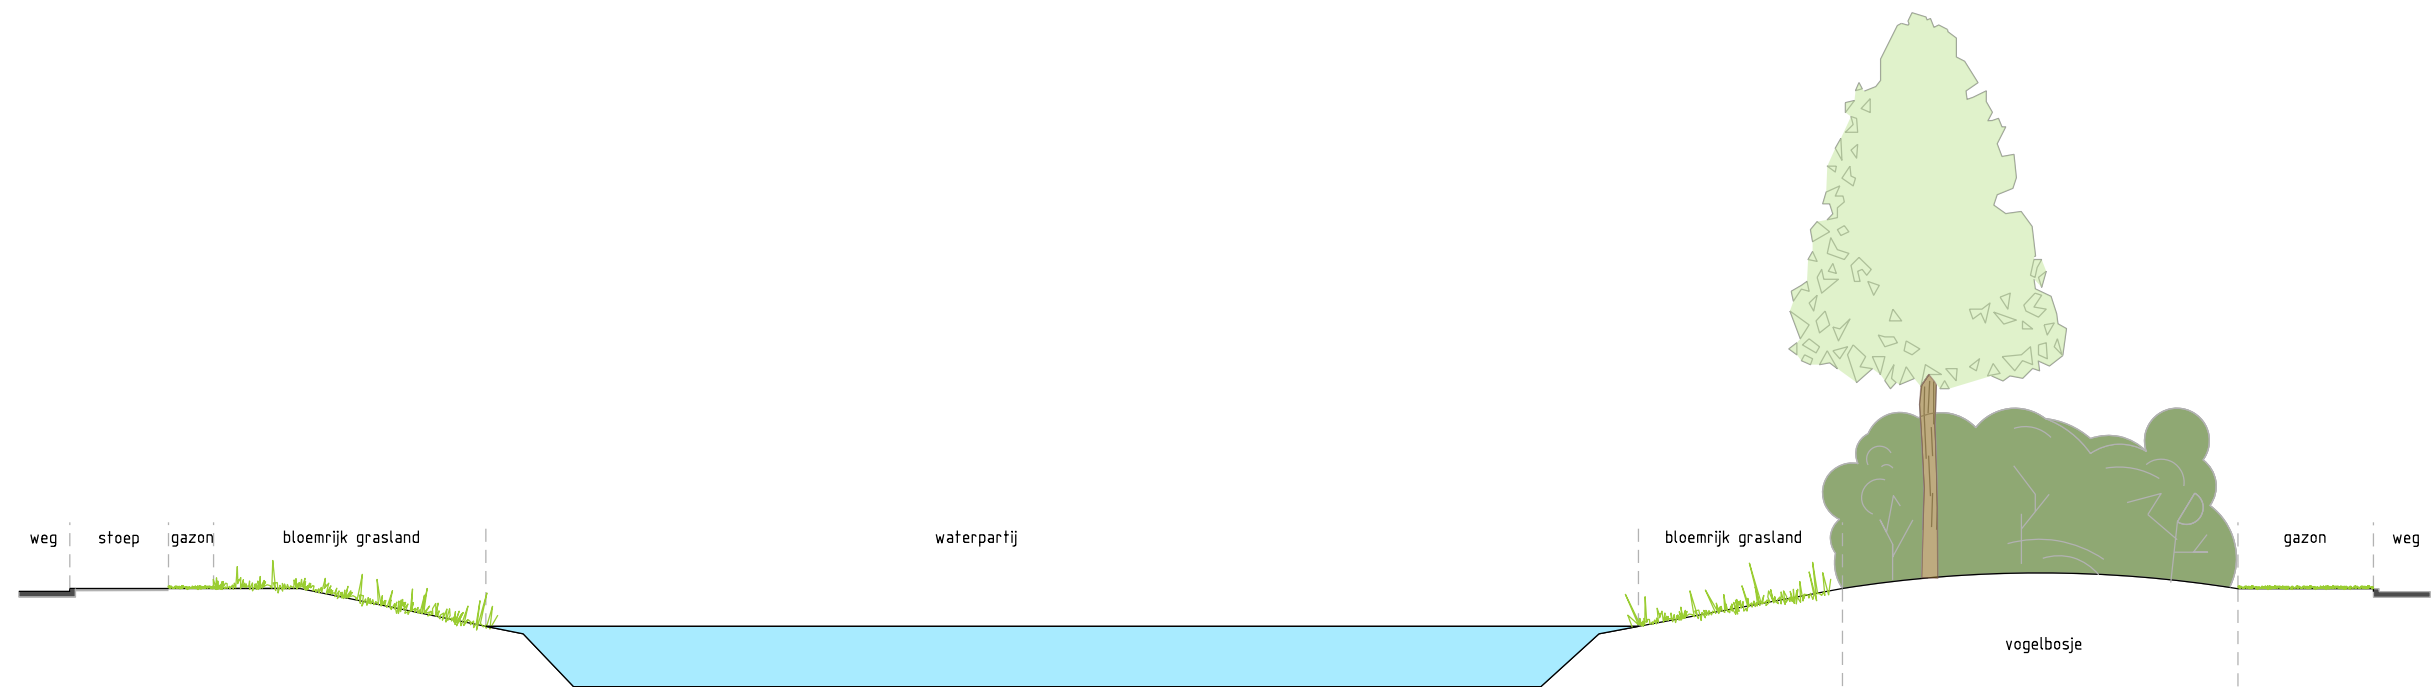 weg
stoep
gazon
bloemrijk grasland
waterpartij
bloemrijk grasland
gazon
weg
vogelbosje